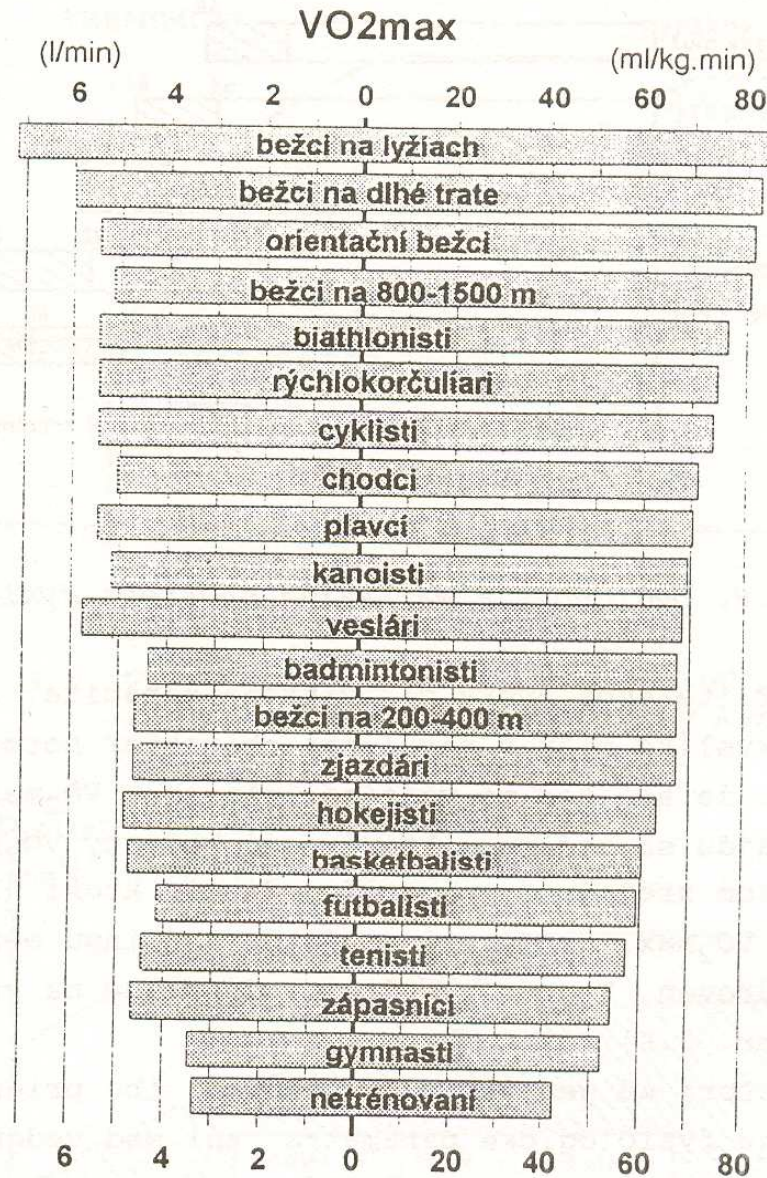 VO2max
(l/min) (ml/kg.min)
6 4 2 0 20 40 60 80
bežci na lyžiach
bežci na dlhé trate
orientační bežci
bežci na 800-1500 m
biathlonisti
rýchlokorčuliari
cyklisti
chodci
plavci
kanoisti
veslári
badmintonisti
bežci na 200-400 m
zjazdári
hokejisti
basketbalisti
futbalisti
tenisti
zápasníci
gymnasti
netrénovaní
6 4 2 0 20 40 60 80